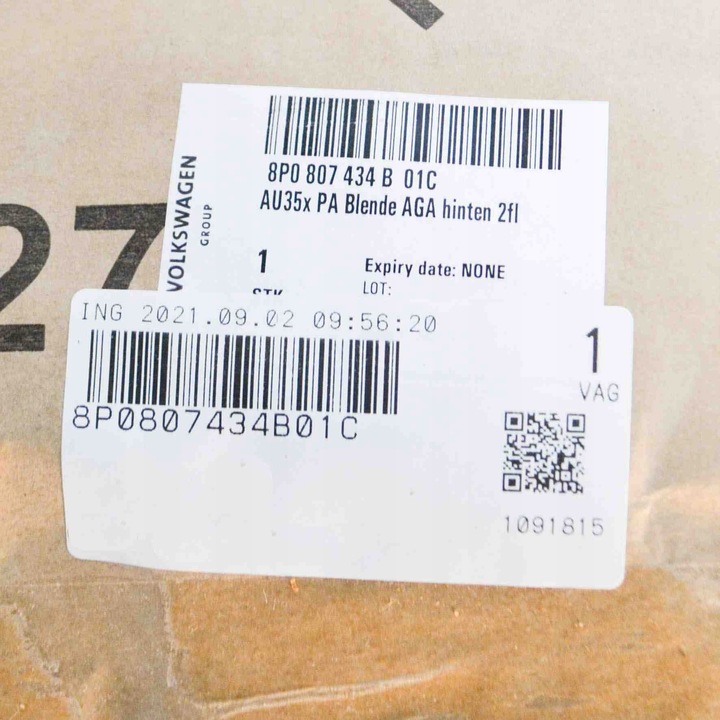 8P0 807 434 B 01C
AU35x PA Blende AGA hinten 2fl
VOLKSWAGEN
GROUP
1
Expiry date: NONE
LOT:
STK
27
ING 2021.09.02 09:56:20
1
VAG
8P0807434B01C
1091815